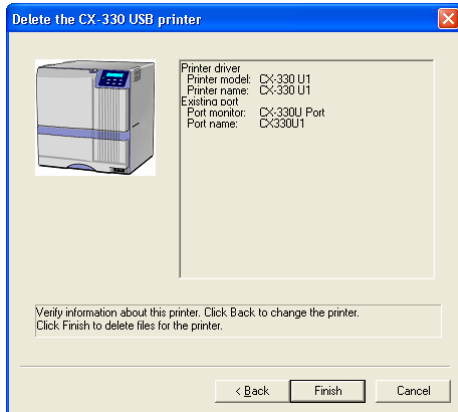 Delete the CX-330 USB printer
Printer driver
Printer model: CX-330 U1
Printer name: CX-330 U1
Existing port
Port monitor: CX-330U Port
Port name: CX330U1
Verify information about this printer. Click Back to change the printer.
Click Finish to delete files for the printer.
< Back
Finish
Cancel